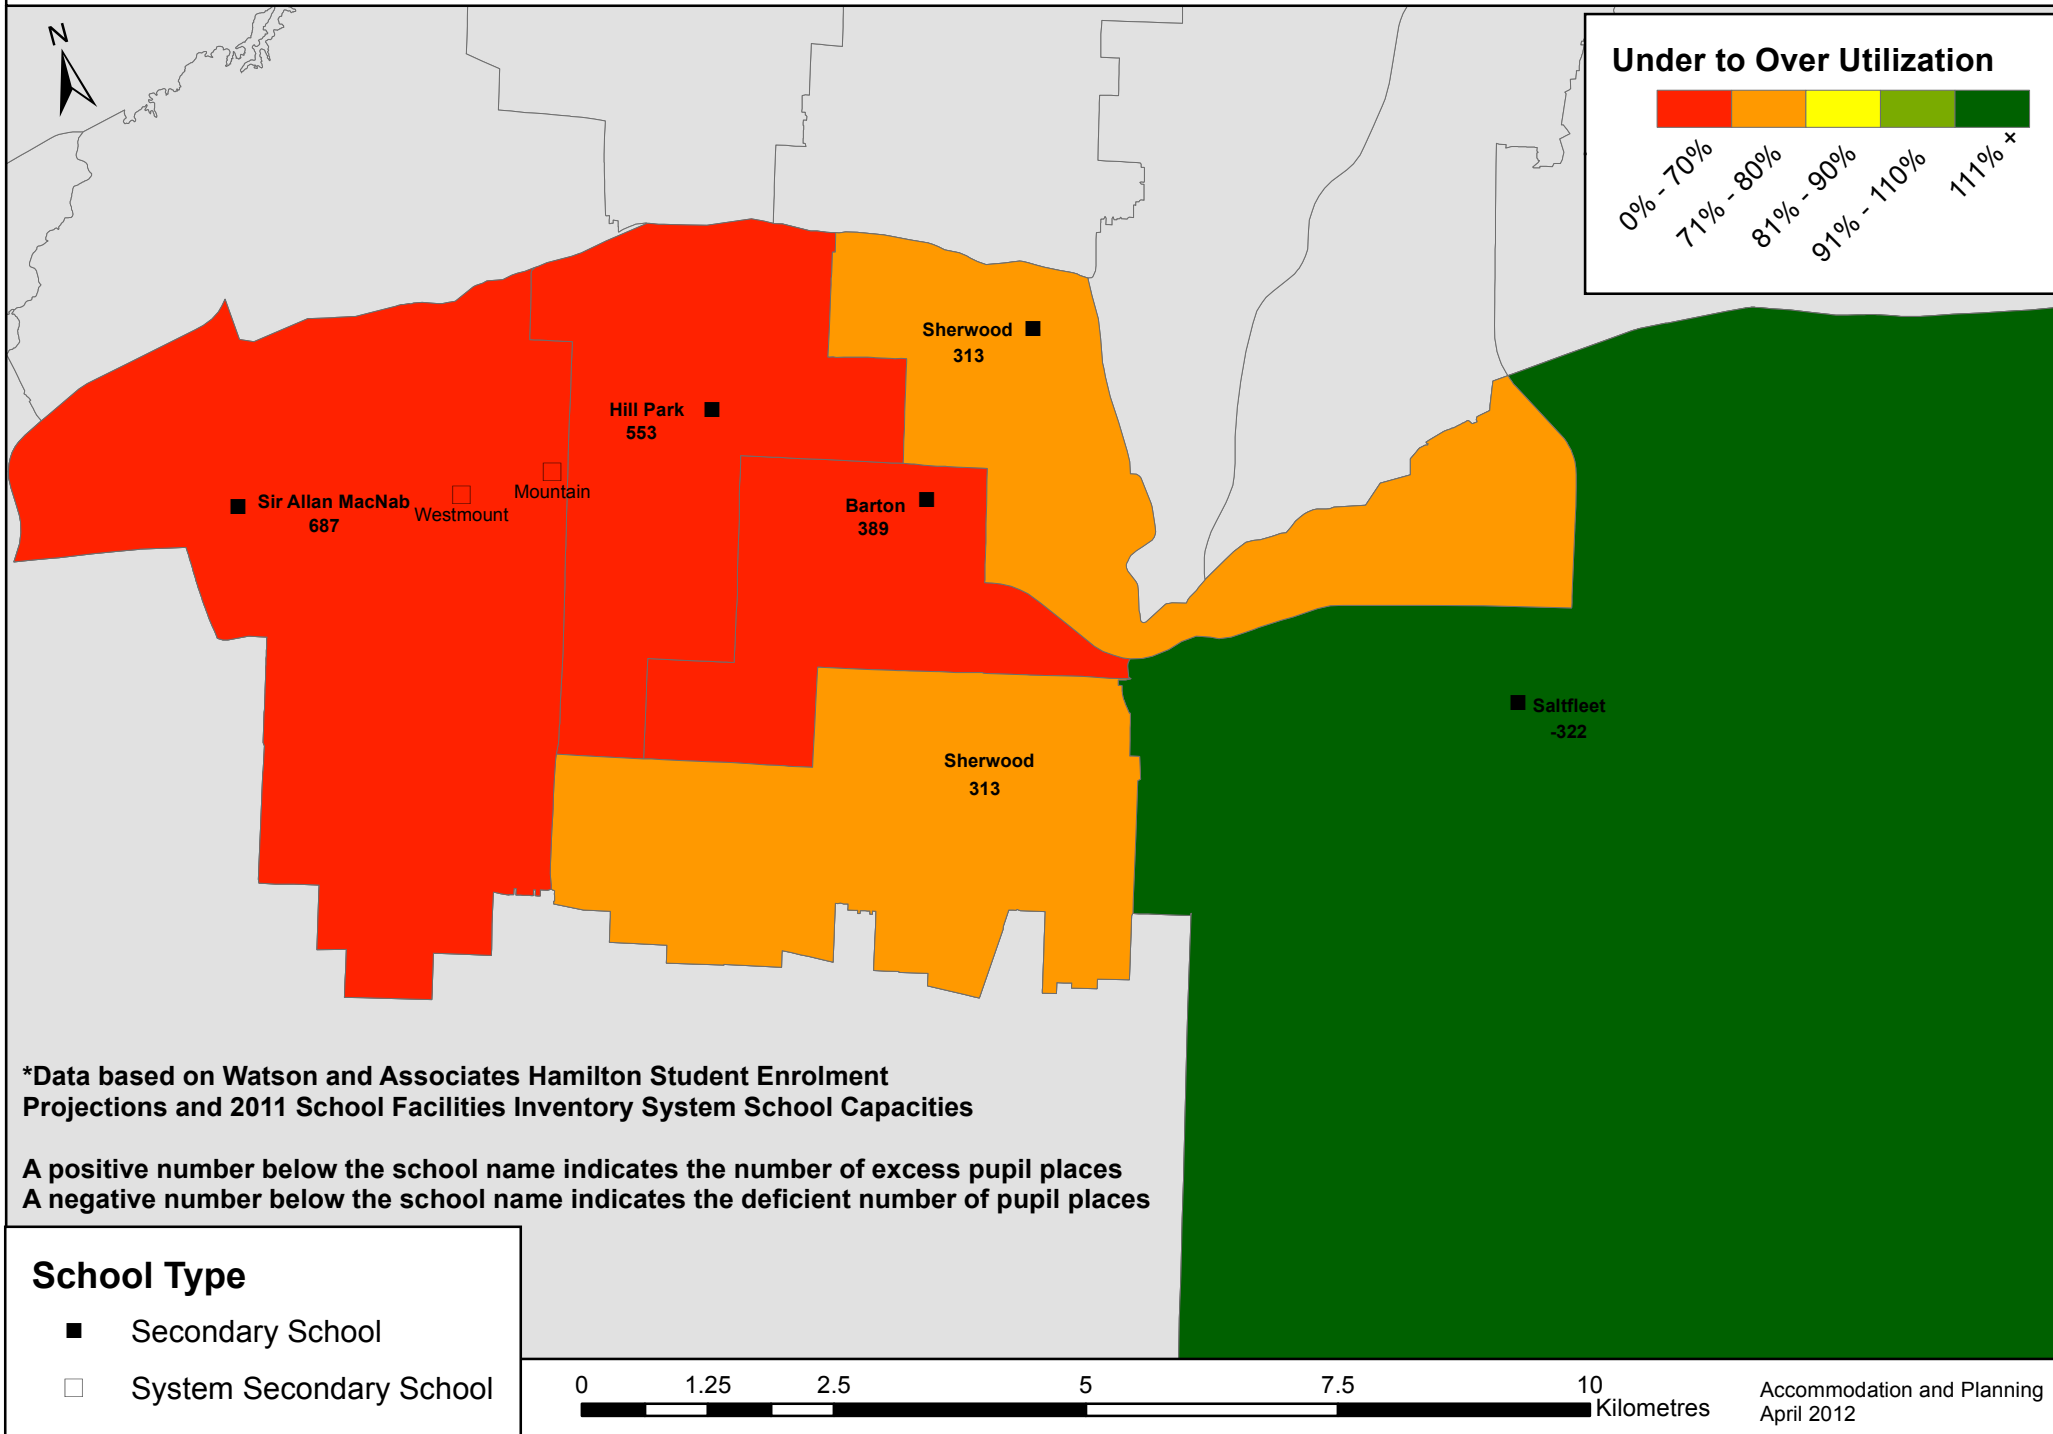 N
Under to Over Utilization
0% - 70%
71% - 80%
81% - 90%
91% - 110%
111% +
Sherwood
313
Hill Park
553
Mountain
Sir Allan MacNab
687
Westmount
Barton
389
Saltfleet
-322
Sherwood
313
*Data based on Watson and Associates Hamilton Student Enrolment
Projections and 2011 School Facilities Inventory System School Capacities
A positive number below the school name indicates the number of excess pupil places
A negative number below the school name indicates the deficient number of pupil places
School Type
Secondary School
System Secondary School
0 1.25 2.5 5 7.5 10
Kilometres
Accommodation and Planning
April 2012